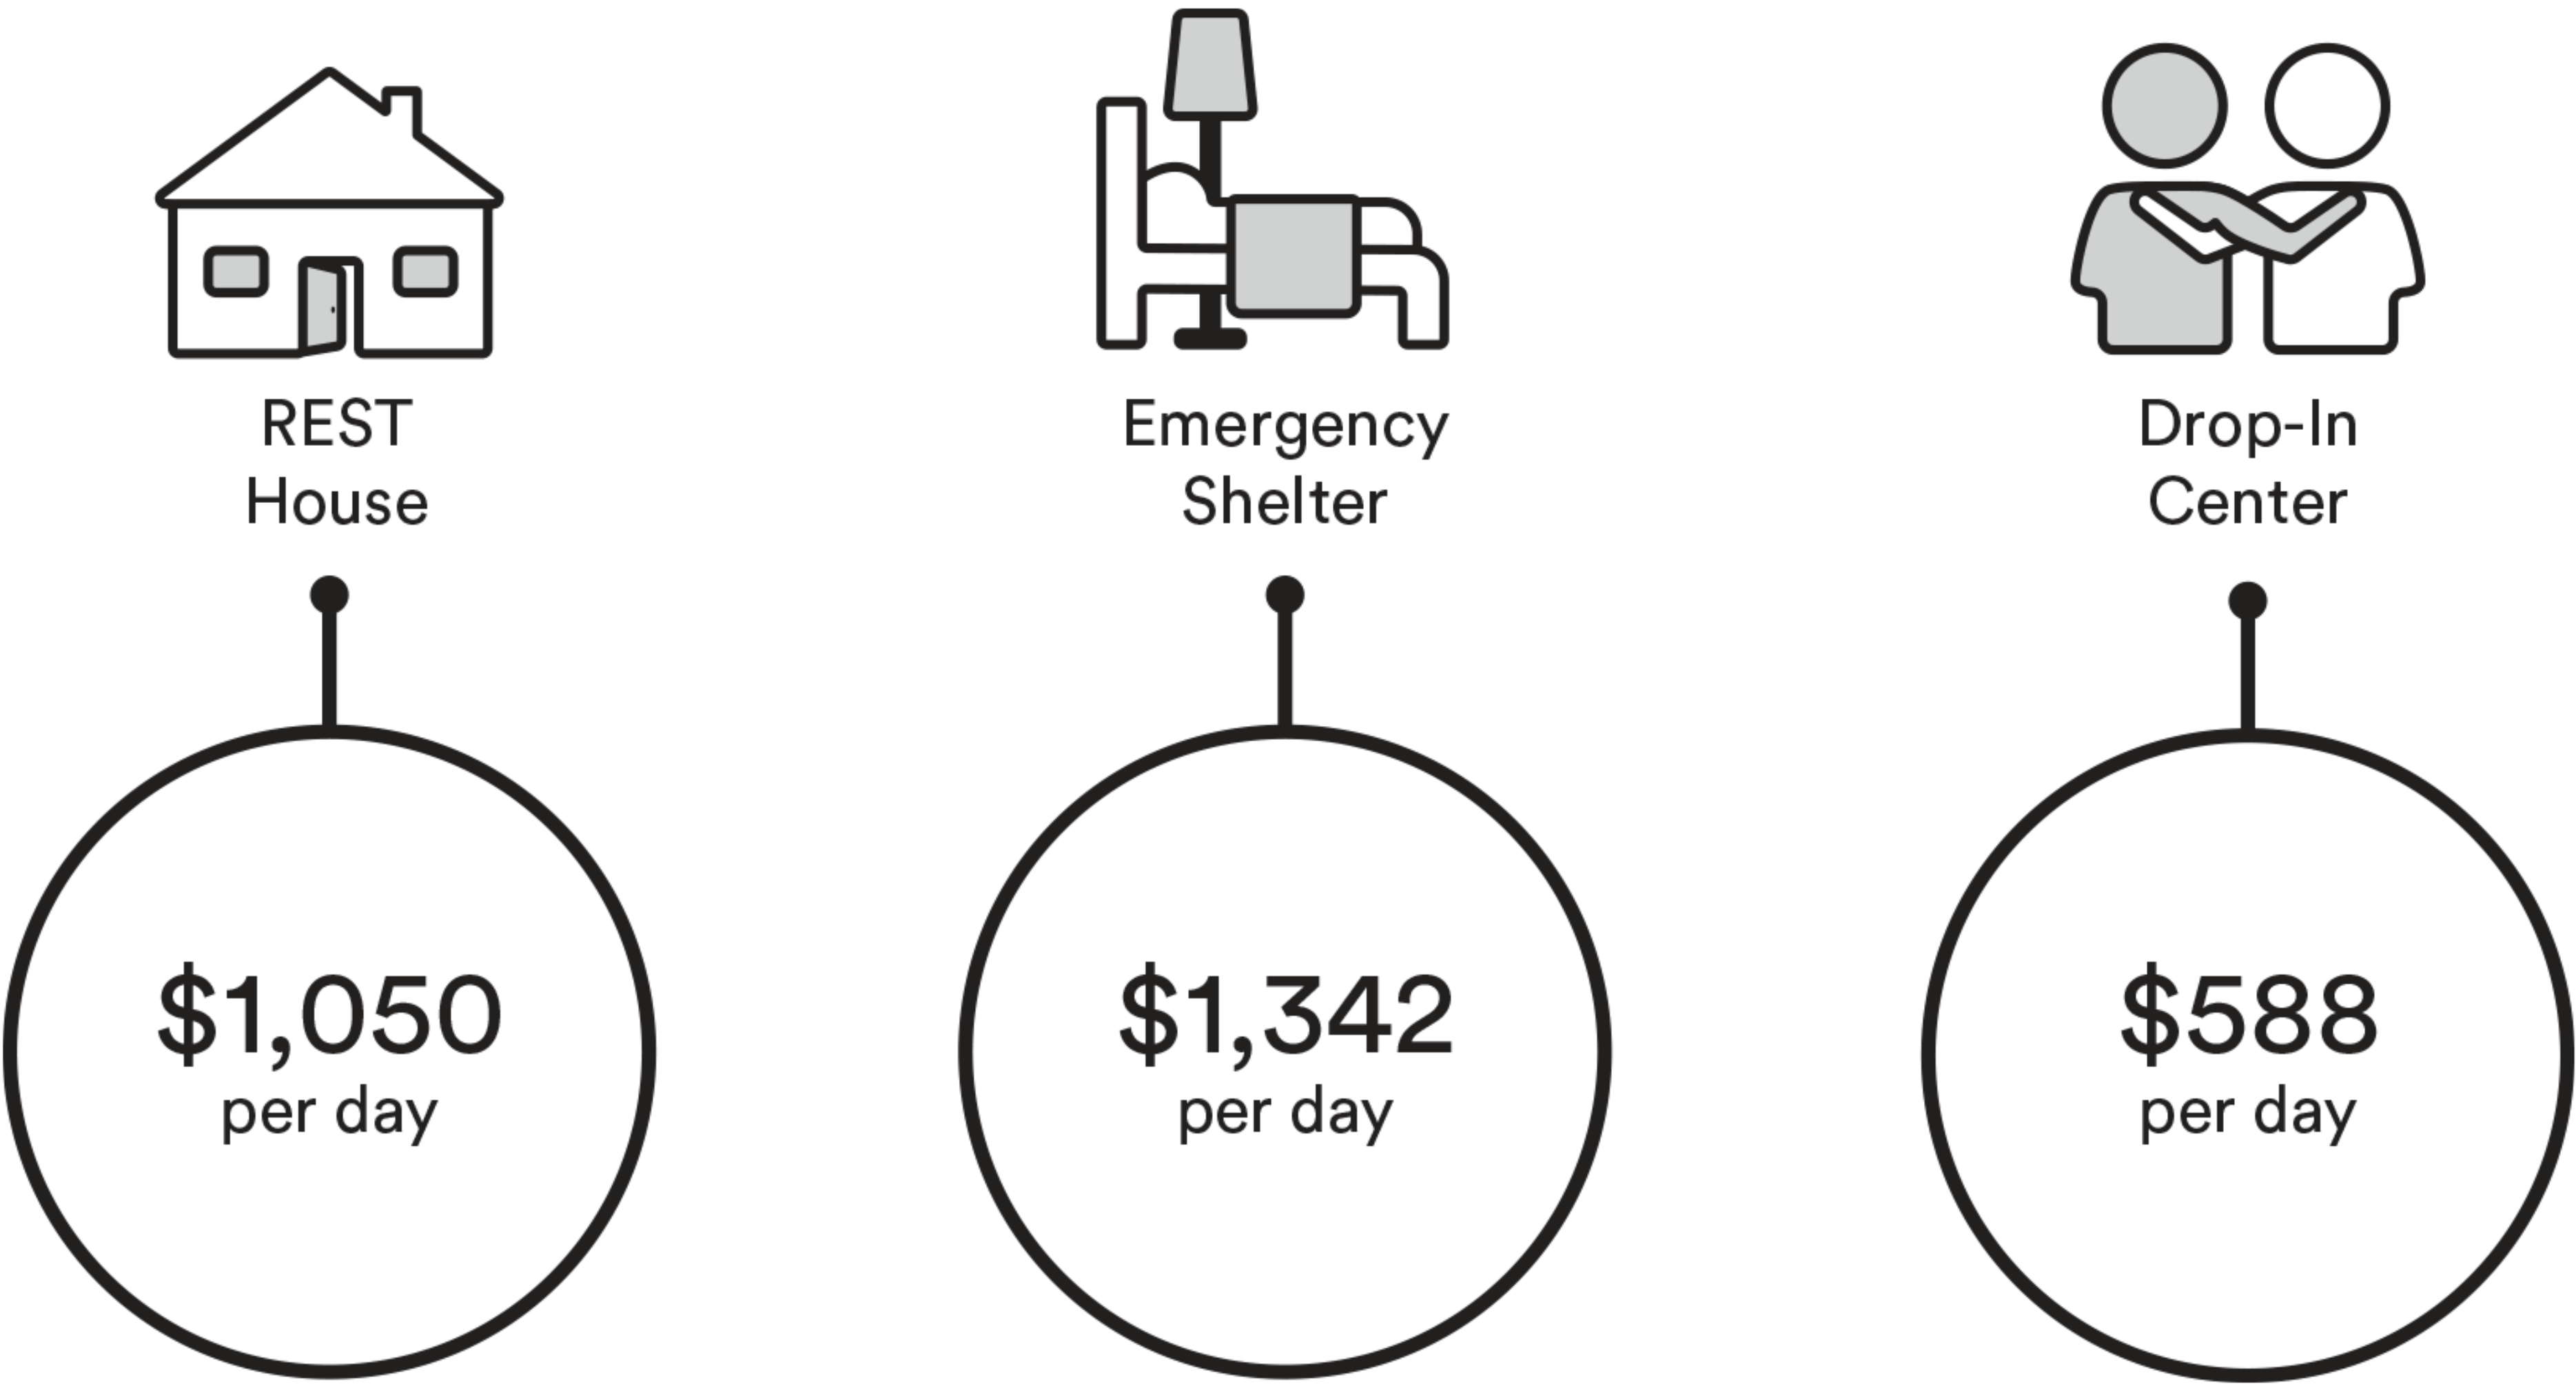 REST
House
$1,050
per day
Emergency
Shelter
$1,342
per day
Drop-In
Center
$588
per day